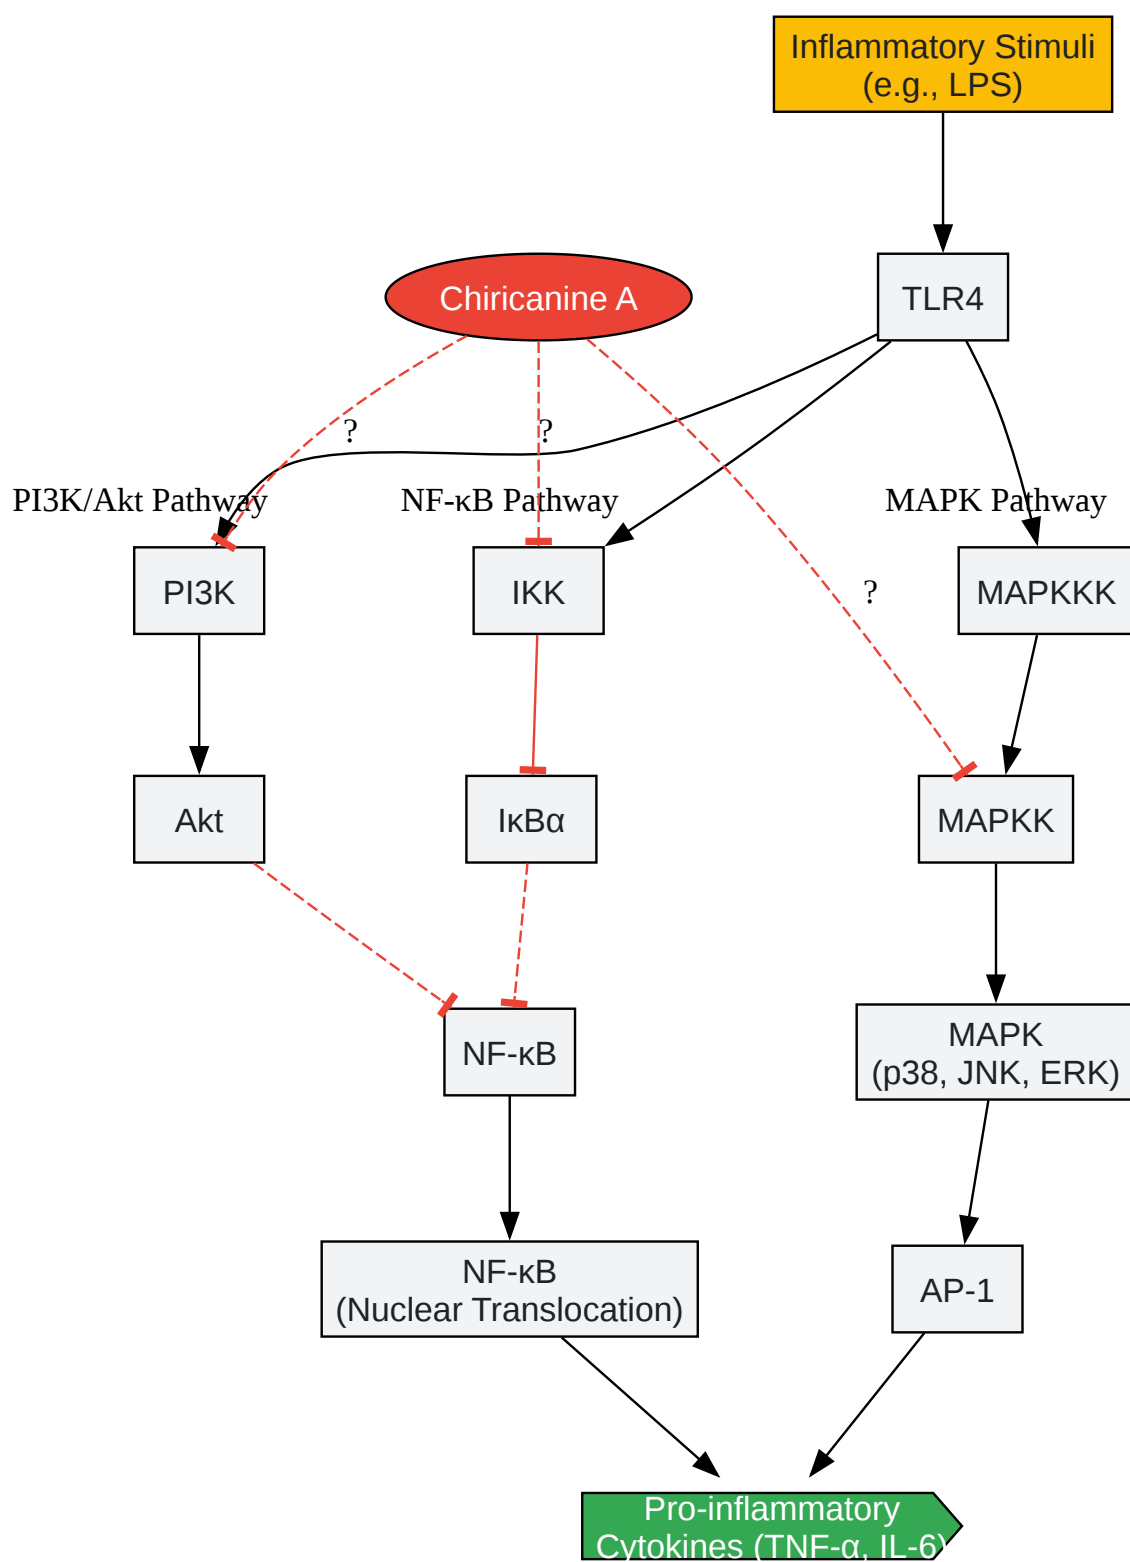 Inflammatory Stimuli
(e.g., LPS)
Chiricanine A
TLR4
?
?
PI3K/Akt Pathway
NF-κB Pathway
MAPK Pathway
PI3K
IKK
?
MAPKKK
Akt
IκBα
MAPKK
NF-κB
MAPK
(p38, JNK, ERK)
NF-κB
(Nuclear Translocation)
AP-1
Pro-inflammatory
Cytokines (TNF-α, IL-6)